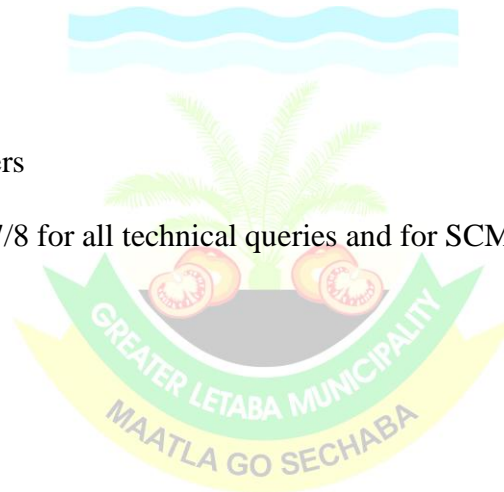 ers
7/8 for all technical queries and for SCM
GREATER LETABA MUNICIPALITY
MAATLA GO SECHABA